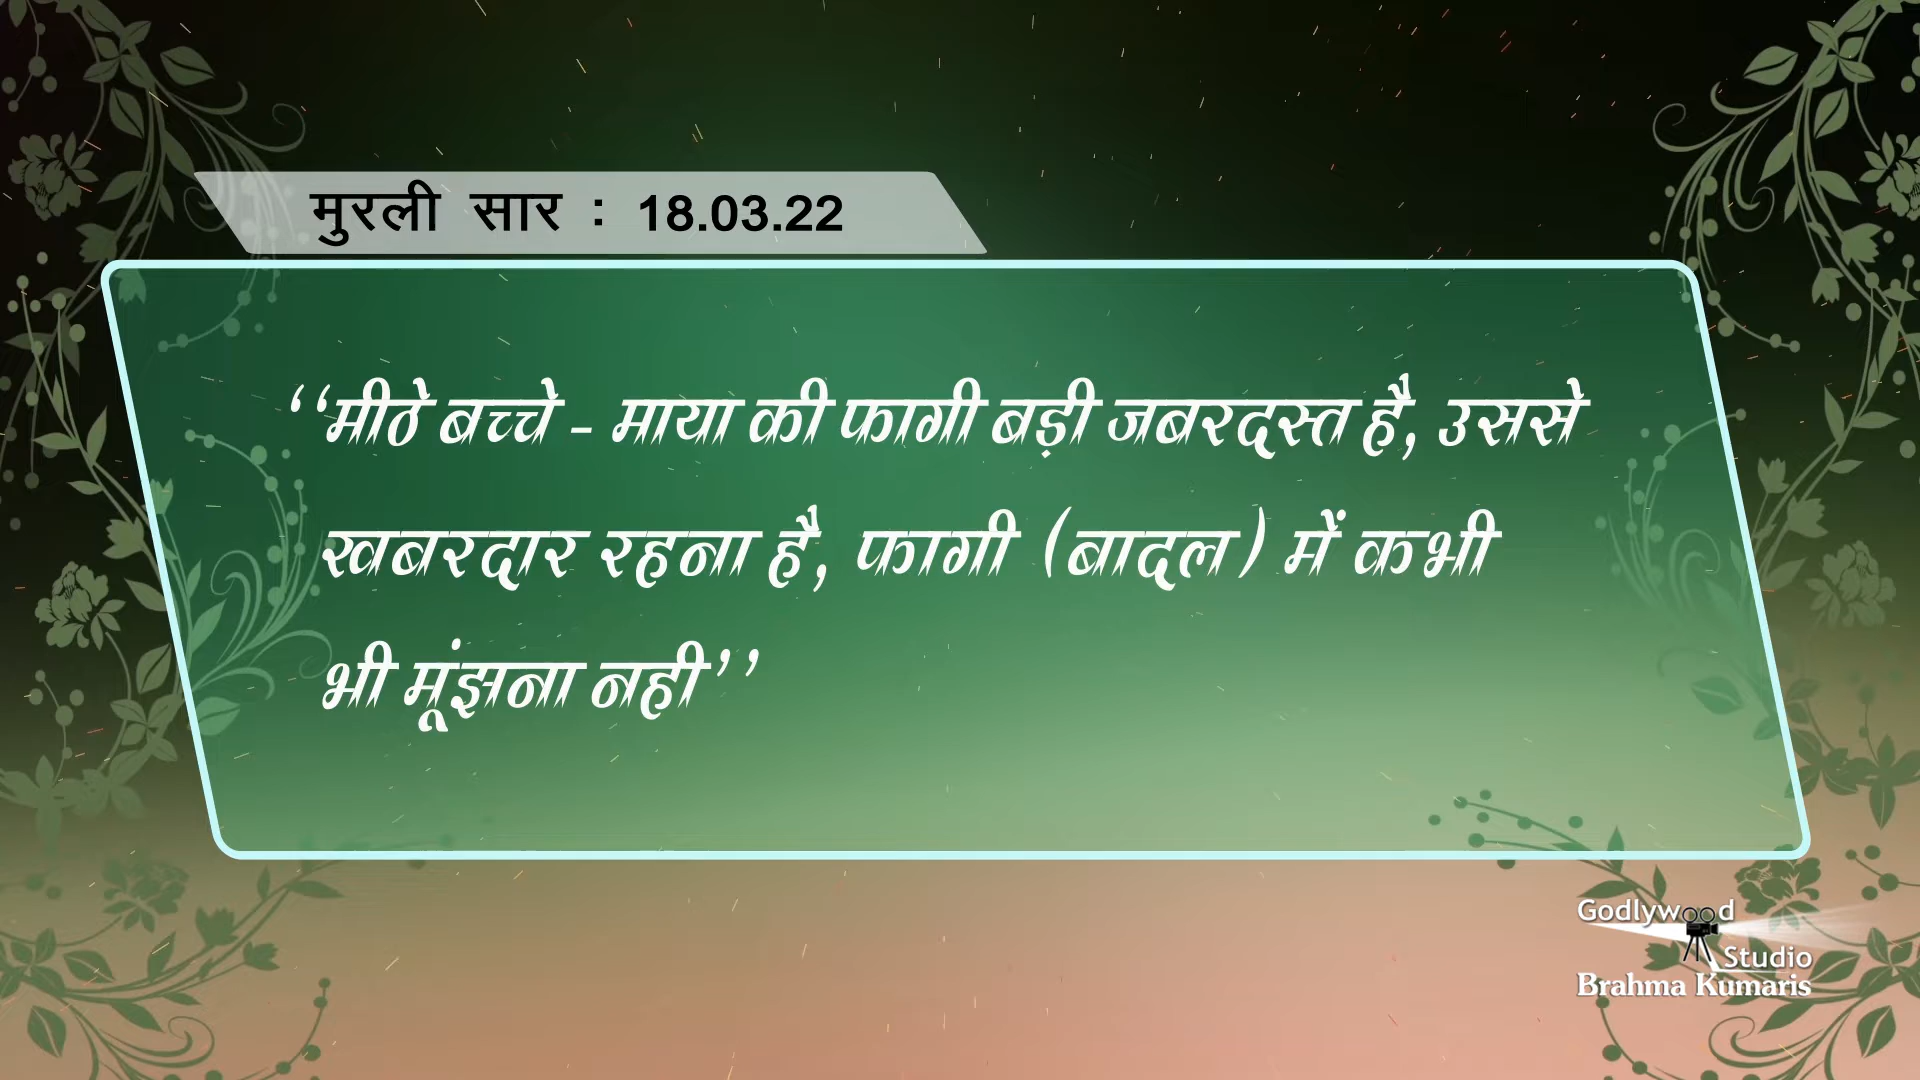 मुरली सार : 18.03.22
‘‘मीठे बच्चे - माया की फागी बड़ी जबरदस्त है, उससे
खबरदार रहना है, फागी (बादल) में कभी
भी मूंझना नही’’
Godlywood
Studio
Brahma Kumaris